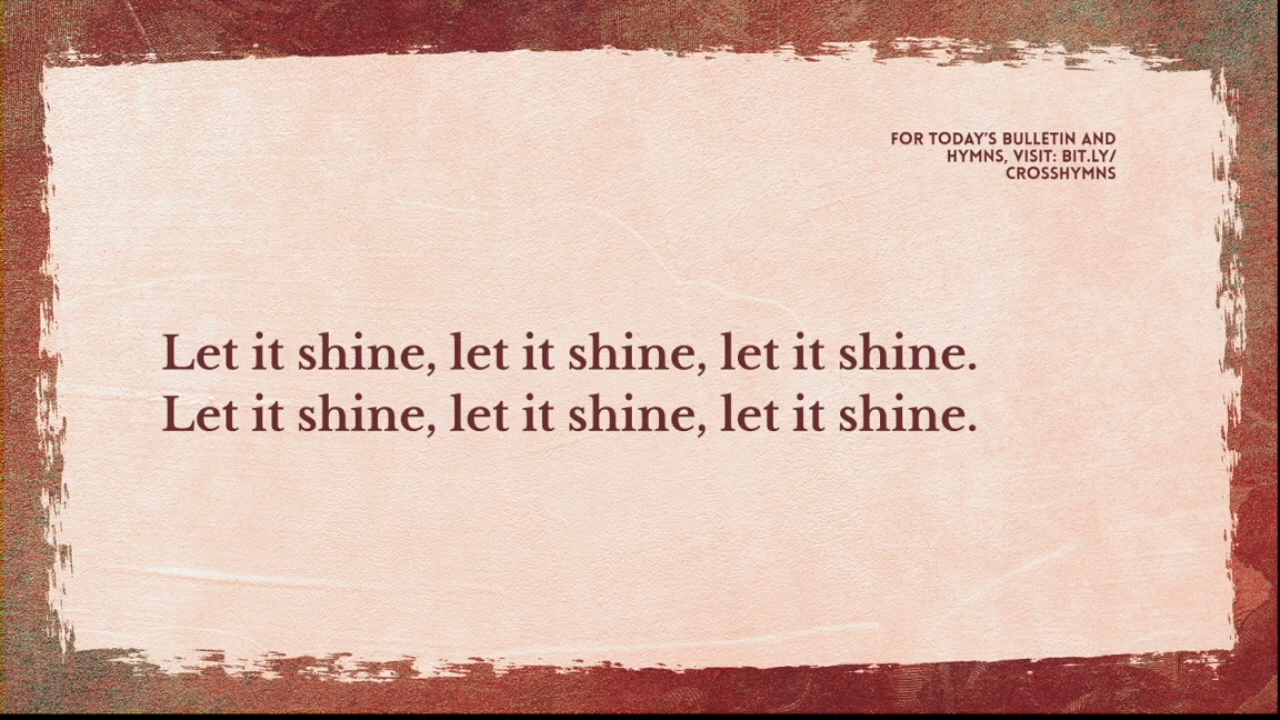 FOR TODAY'S BULLETIN AND
HYMNS, VISIT: BIT.LY/
CROSSHYMNS
Let it shine, let it shine, let it shine.
Let it shine, let it shine, let it shine.